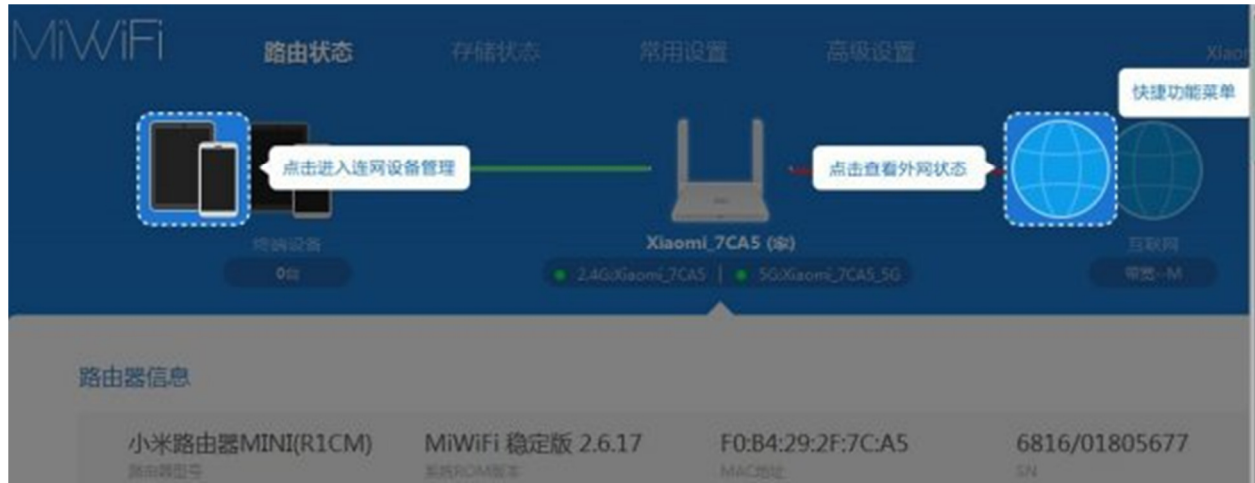 MiWiFi
路由状态 存储状态 常用设置 高级设置 Xiaom
快捷功能菜单
点击进入连网设备管理 点击查看外网状态
终端设备 Xiaomi_7CA5 (家) 互联网
0台 2.4G:Xiaomi_7CA5 | 5G:Xiaomi_7CA5_5G 带宽--M
路由器信息
小米路由器MINI(R1CM) MiWiFi 稳定版 2.6.17 F0:B4:29:2F:7C:A5 6816/01805677
路由器型号 系统ROM版本 MAC地址 SN